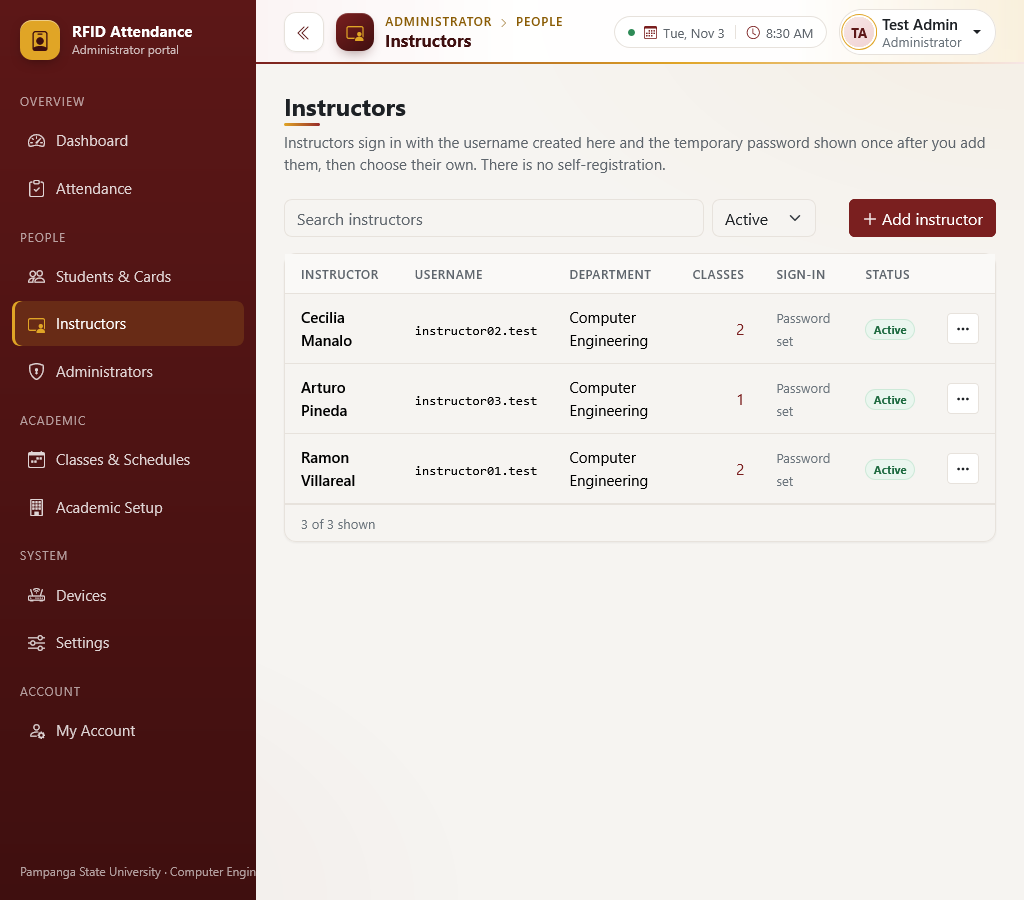 RFID Attendance
Administrator portal
OVERVIEW
Dashboard
Attendance
PEOPLE
Students & Cards
Instructors
Administrators
ACADEMIC
Classes & Schedules
Academic Setup
SYSTEM
Devices
Settings
ACCOUNT
My Account
Pampanga State University · Computer Engin
ADMINISTRATOR > PEOPLE
Instructors
Tue, Nov 3
8:30 AM
TA
Test Admin
Administrator
Instructors
Instructors sign in with the username created here and the temporary password shown once after you add
them, then choose their own. There is no self-registration.
Search instructors
Active
+ Add instructor
INSTRUCTOR USERNAME DEPARTMENT CLASSES SIGN-IN STATUS
Cecilia
Manalo
instructor02.test
Computer
Engineering
2
Password
set
Active
Arturo
Pineda
instructor03.test
Computer
Engineering
1
Password
set
Active
Ramon
Villareal
instructor01.test
Computer
Engineering
2
Password
set
Active
3 of 3 shown